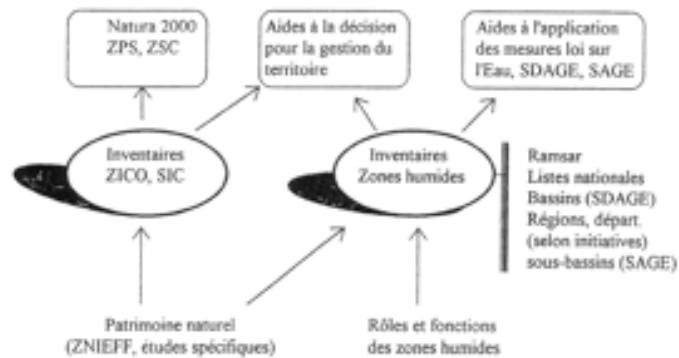 Natura 2000
ZPS, ZSC
Aides à la décision
pour la gestion du
territoire
Aides à l'application
des mesures loi sur
l'Eau, SDAGE, SAGE
Inventaires
ZICO, SIC
Inventaires
Zones humides
Ramsar
Listes nationales
Bassins (SDAGE)
Régions, départ.
(selon initiatives)
sous-bassins (SAGE)
Patrimoine naturel
(ZNIEFF, études spécifiques)
Rôles et fonctions
des zones humides